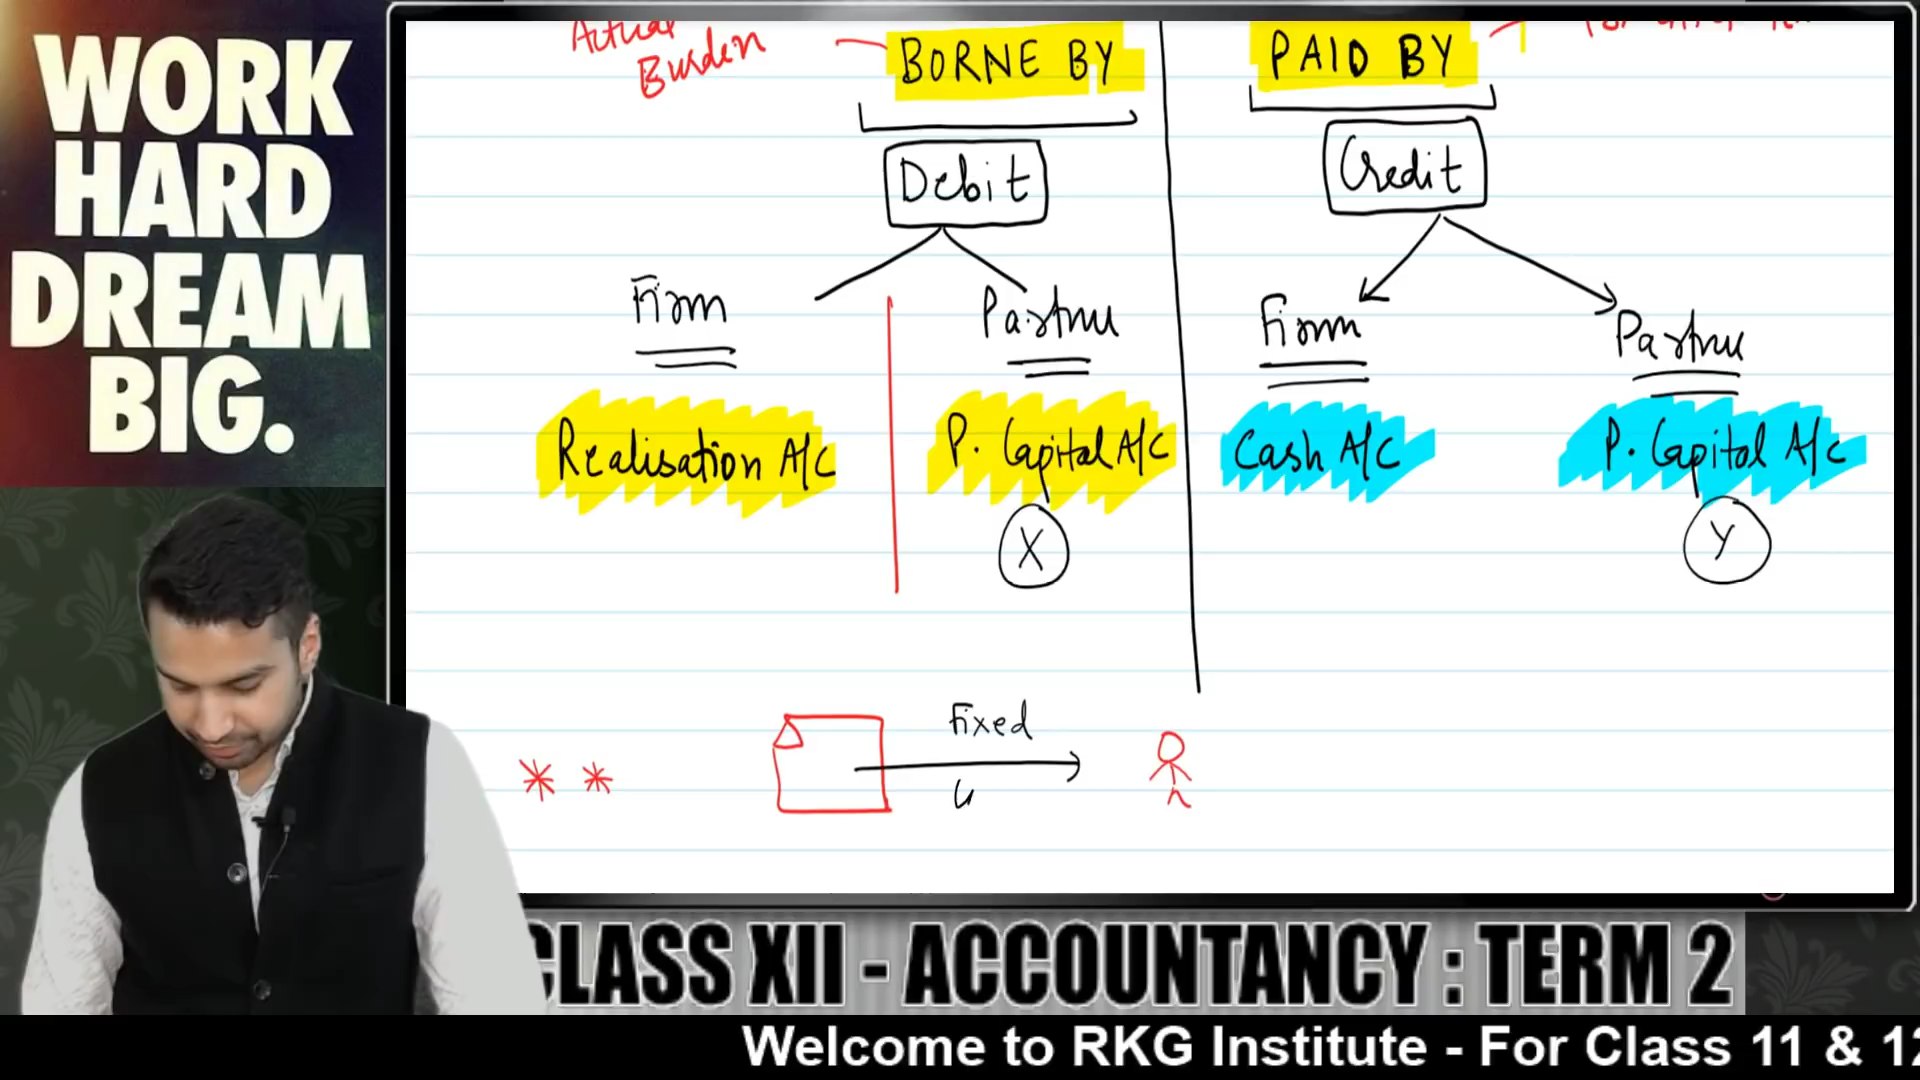 WORK
HARD
DREAM
BIG.
Actual
Burden
BORNE BY
PAID BY
Debit
Credit
Firm
Partner
Firm
Partner
Realisation A/C
P. Capital A/C
Cash A/C
P. Capital A/C
X
Y
Fixed
CLASS XII - ACCOUNTANCY : TERM 2
Welcome to RKG Institute - For Class 11 & 12